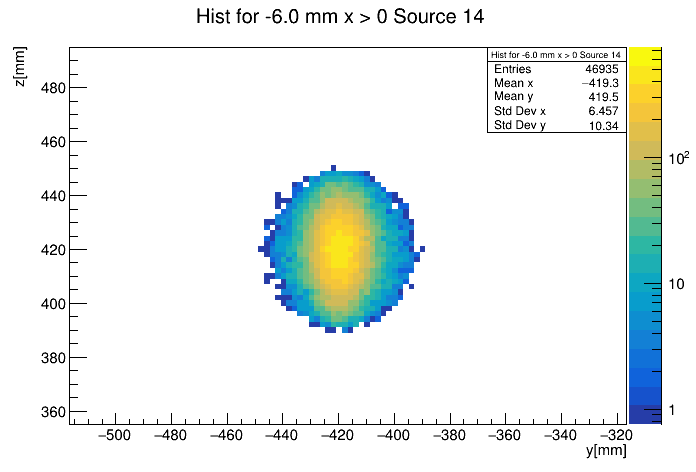 Hist for -6.0 mm x > 0 Source 14
z[mm]
Hist for -6.0 mm x > 0 Source 14
Entries 46935
Mean x −419.3
Mean y 419.5
Std Dev x 6.457
Std Dev y 10.34
480
460
440
420
400
380
360
10²
10
1
−500 −480 −460 −440 −420 −400 −380 −360 −340 −320
y[mm]